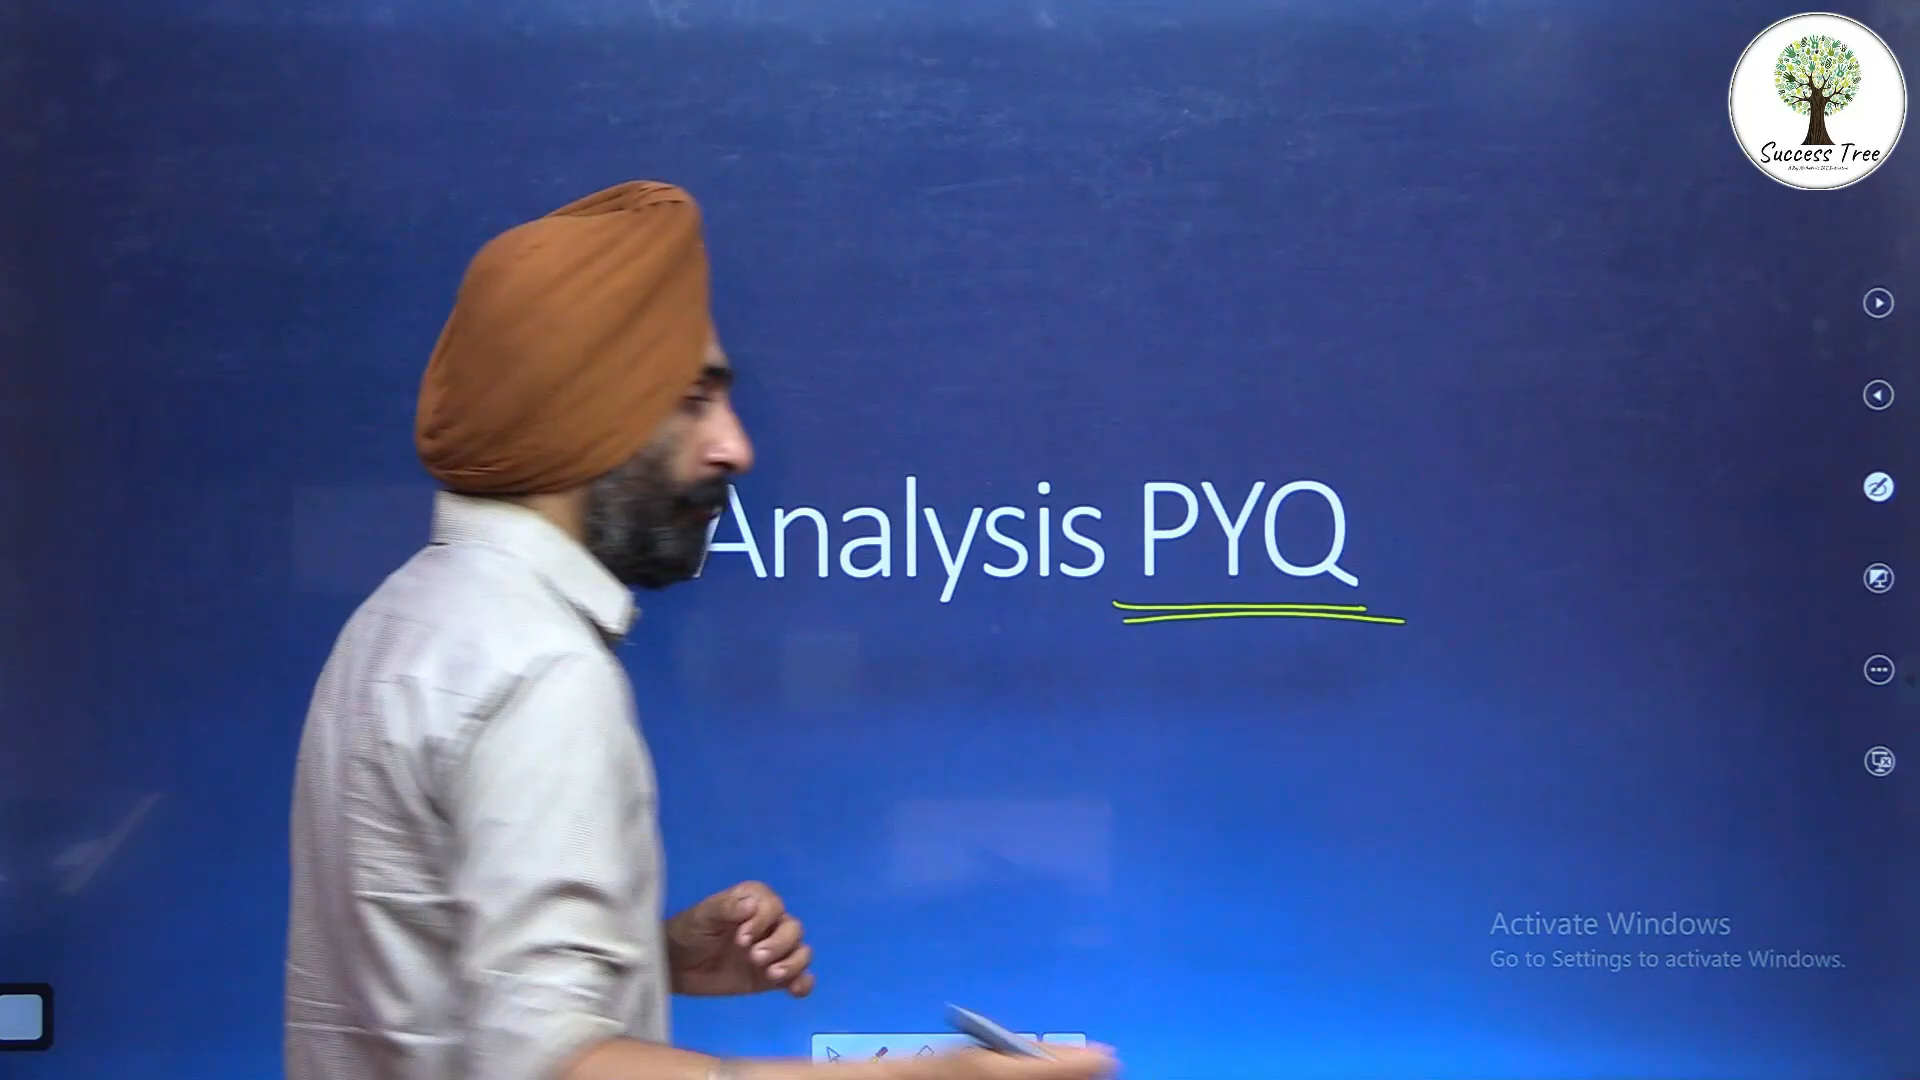 Success Tree
Analysis PYQ
Activate Windows
Go to Settings to activate Windows.